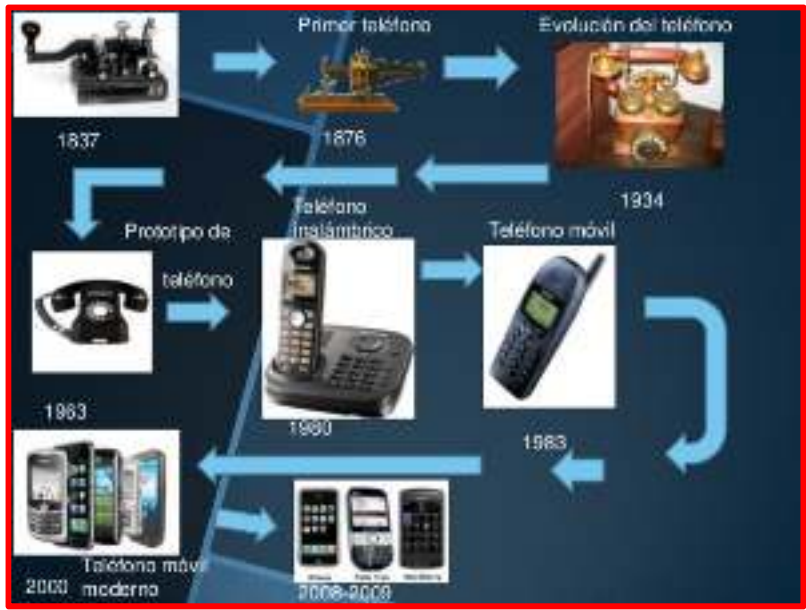 Primer teléfono
Evolución del teléfono
1837
1876
1934
Prototipo de
teléfono
Teléfono
inalámbrico
Teléfono móvil
1963
1980
1983
2000
Teléfono móvil
moderno
2008-2009